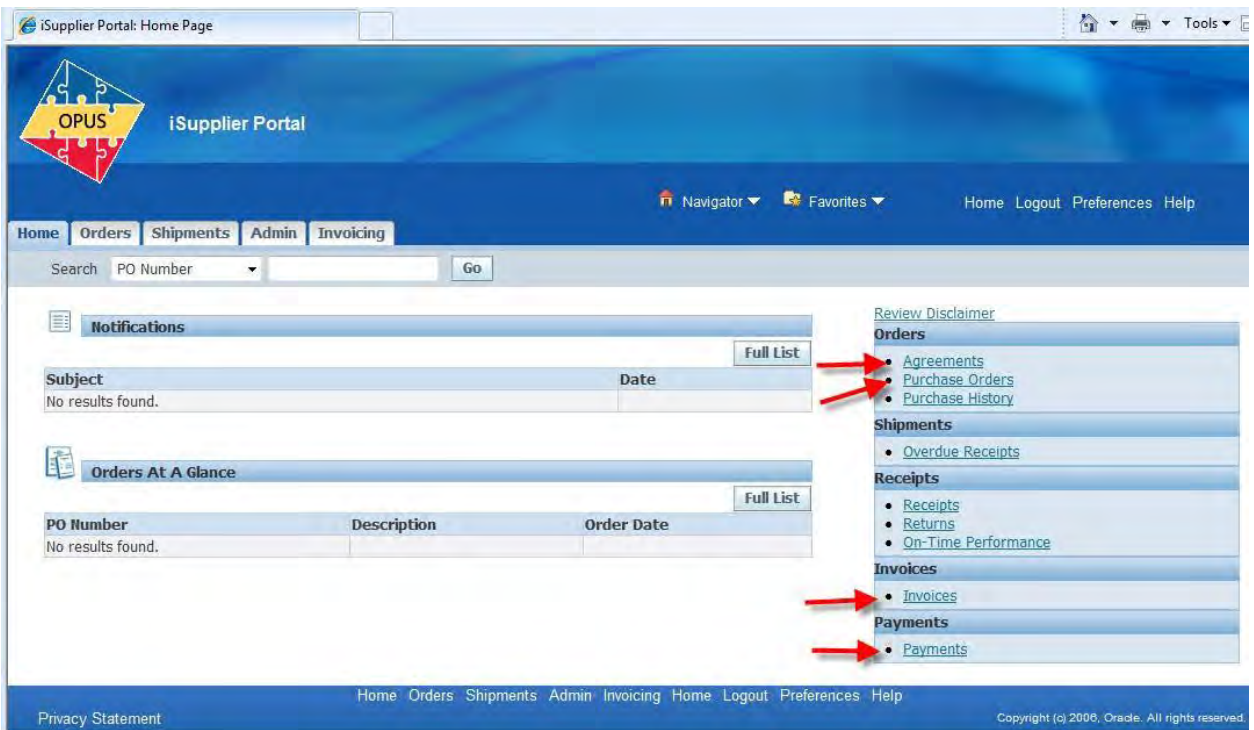 iSupplier Portal: Home Page
Tools
OPUS
iSupplier Portal
Navigator Favorites Home Logout Preferences Help
Home Orders Shipments Admin Invoicing
Search PO Number Go
Review Disclaimer
Notifications
Full List
Subject Date
No results found.
Orders At A Glance
Full List
PO Number Description Order Date
No results found.
Orders
Agreements
Purchase Orders
Purchase History
Shipments
Overdue Receipts
Receipts
Receipts
Returns
On-Time Performance
Invoices
Invoices
Payments
Payments
Home Orders Shipments Admin Invoicing Home Logout Preferences Help
Privacy Statement
Copyright (c) 2006, Oracle. All rights reserved.